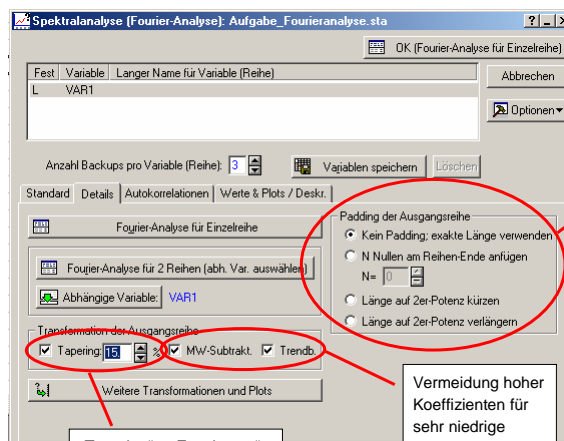 Spektralanalyse (Fourier-Analyse): Aufgabe_Fourieranalyse.sta
OK (Fourier-Analyse für Einzelreihe)
Fest Variable Langer Name für Variable (Reihe)
L VAR1
Abbrechen
Optionen
Anzahl Backups pro Variable (Reihe): 3
Variablen speichern
Löschen
Standard Details Autokorrelationen Werte & Plots / Deskr.
Fourier-Analyse für Einzelreihe
Fourier-Analyse für 2 Reihen (abh. Var. auswählen)
Abhängige Variable: VAR1
Padding der Ausgangsreihe
Kein Padding; exakte Länge verwenden
N Nullen am Reihen-Ende anfügen
N= 0
Länge auf 2er-Potenz kürzen
Länge auf 2er-Potenz verlängern
Transformation der Ausgangsreihe
Tapering: 15 % MW-Subtrakt. Trendb.
Weitere Transformationen und Plots
Vermeidung hoher
Koeffizienten für
sehr niedrige